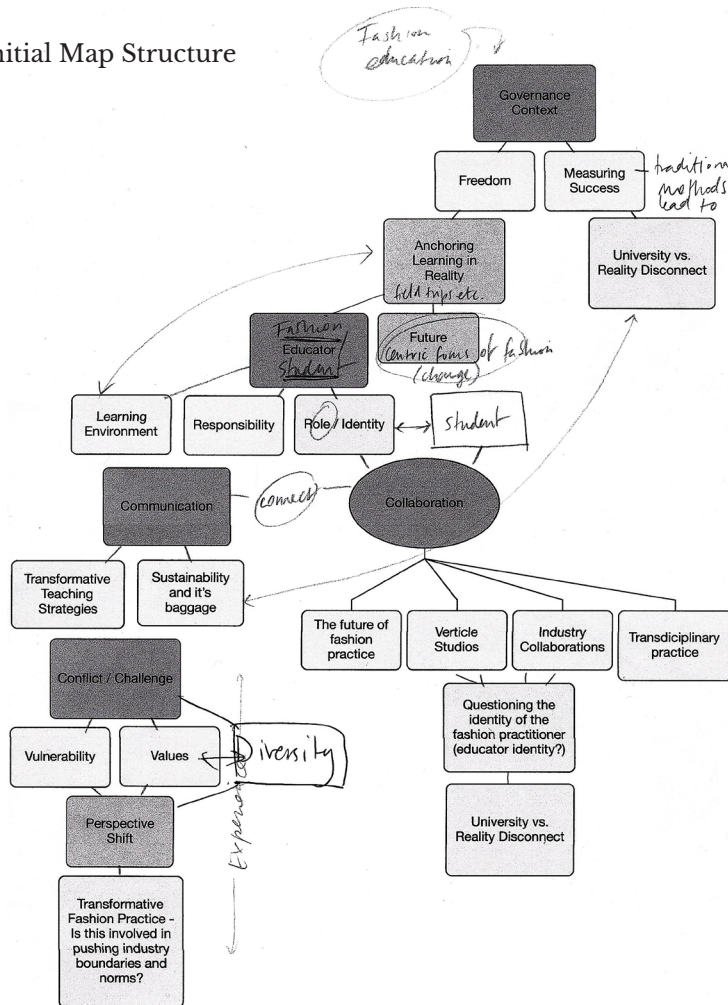 nitial Map Structure
Fashion
education
Governance
Context
Freedom
Measuring
Success
traditional
methods
lead to
University vs.
Reality Disconnect
Anchoring
Learning in
Reality
field trips etc.
Fashion
Educator
Student
Future
Centric forms of fashion
(change)
Learning
Environment
Responsibility
Role / Identity
Student
Communication
connect
Collaboration
Transformative
Teaching
Strategies
Sustainability
and it's
baggage
The future of
fashion
practice
Verticle
Studios
Industry
Collaborations
Transdiciplinary
practice
Conflict / Challenge
Questioning the
identity of the
fashion practitioner
(educator identity?)
Vulnerability
Values
Diversity
Perspective
Shift
University vs.
Reality Disconnect
Transformative
Fashion Practice -
Is this involved in
pushing industry
boundaries and
norms?